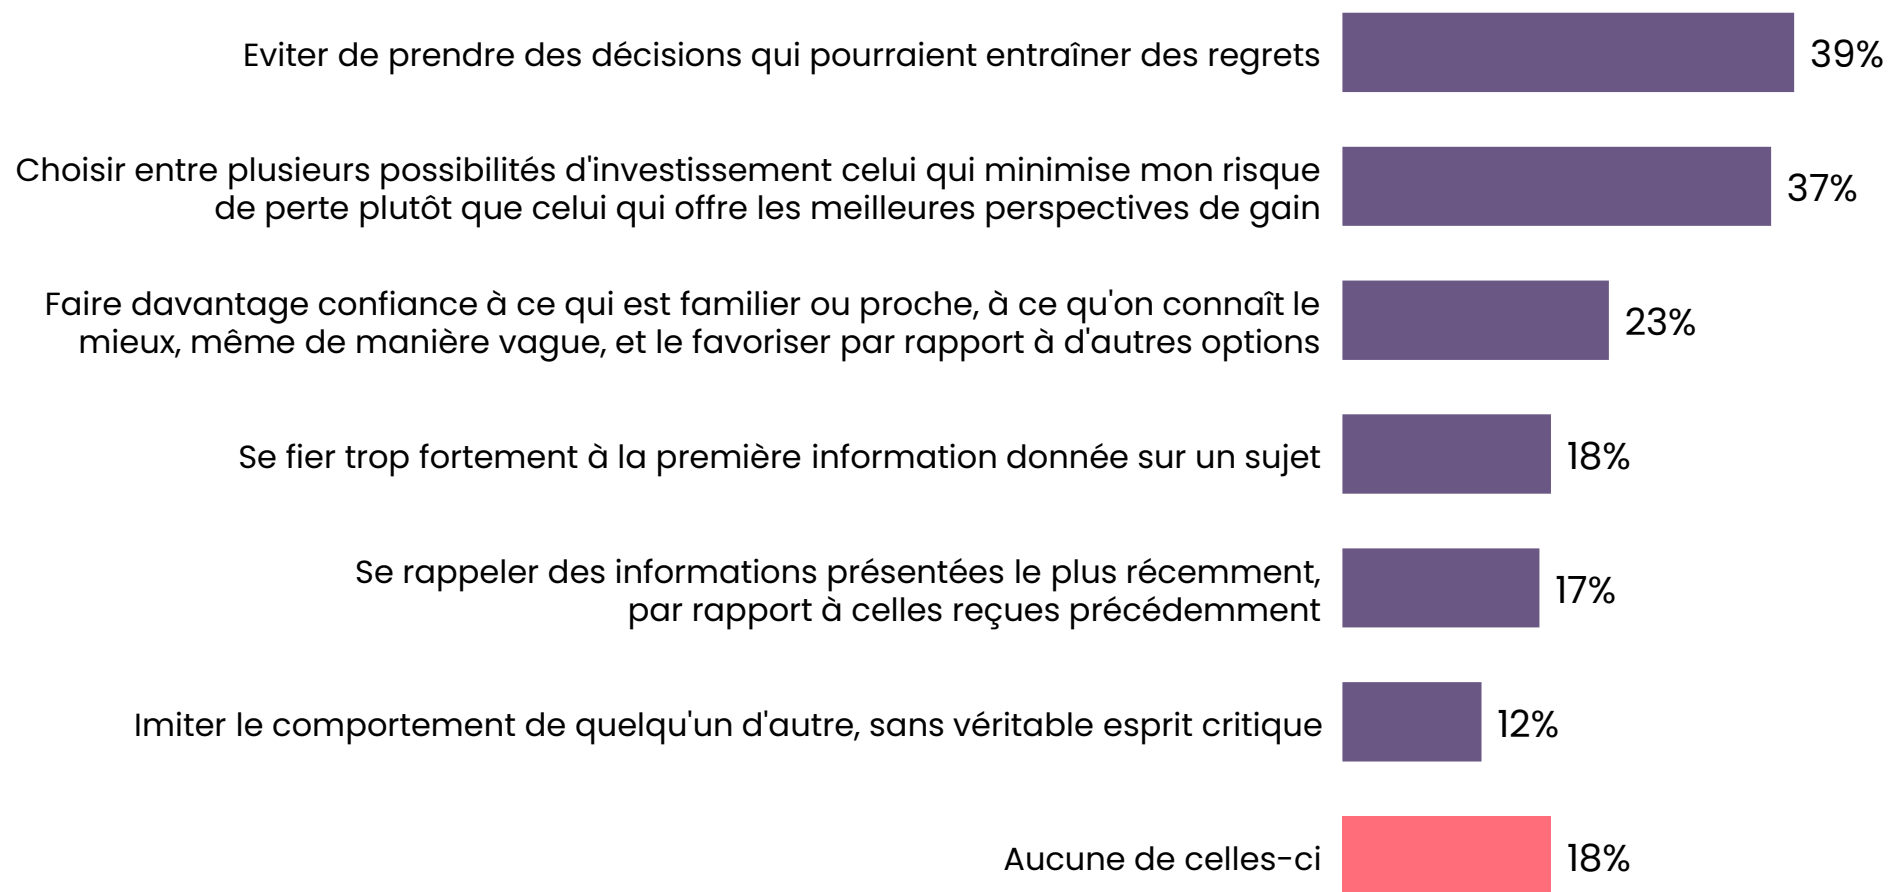 Eviter de prendre des décisions qui pourraient entraîner des regrets
39%
Choisir entre plusieurs possibilités d'investissement celui qui minimise mon risque
de perte plutôt que celui qui offre les meilleures perspectives de gain
37%
Faire davantage confiance à ce qui est familier ou proche, à ce qu'on connaît le
mieux, même de manière vague, et le favoriser par rapport à d'autres options
23%
Se fier trop fortement à la première information donnée sur un sujet
18%
Se rappeler des informations présentées le plus récemment,
par rapport à celles reçues précédemment
17%
Imiter le comportement de quelqu'un d'autre, sans véritable esprit critique
12%
Aucune de celles-ci
18%